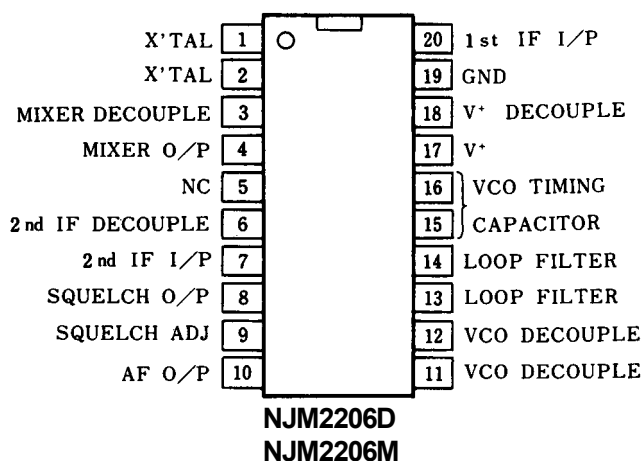 X'TAL 1 20 1st IF I/P
X'TAL 2 19 GND
MIXER DECOUPLE 3 18 V+ DECOUPLE
MIXER O/P 4 17 V+
NC 5 16 VCO TIMING
2nd IF DECOUPLE 6 15 CAPACITOR
2nd IF I/P 7 14 LOOP FILTER
SQUELCH O/P 8 13 LOOP FILTER
SQUELCH ADJ 9 12 VCO DECOUPLE
AF O/P 10 11 VCO DECOUPLE
NJM2206D
NJM2206M